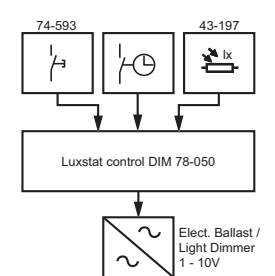 74-593
43-197
lx
Luxstat control DIM 78-050
Elect. Ballast /
Light Dimmer
1 - 10V